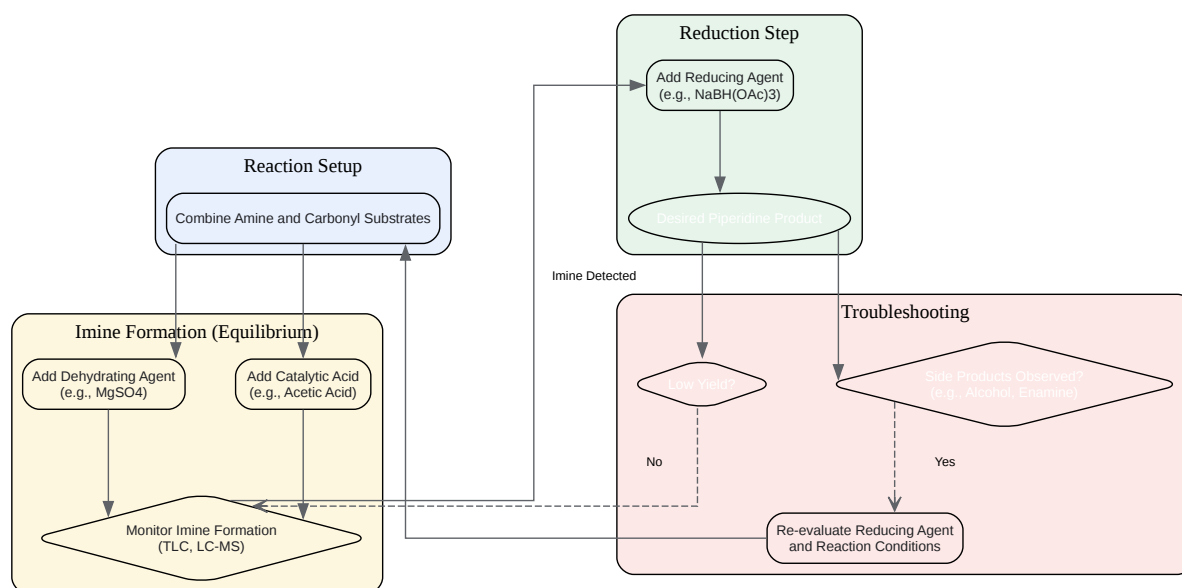 Reduction Step
Add Reducing Agent
(e.g., NaBH(OAc)3)
Desired Piperidine Product
Reaction Setup
Combine Amine and Carbonyl Substrates
Imine Detected
Imine Formation (Equilibrium)
Add Dehydrating Agent
(e.g., MgSO4)
Add Catalytic Acid
(e.g., Acetic Acid)
Monitor Imine Formation
(TLC, LC-MS)
Troubleshooting
Low Yield?
Side Products Observed?
(e.g., Alcohol, Enamine)
No
Yes
Re-evaluate Reducing Agent
and Reaction Conditions